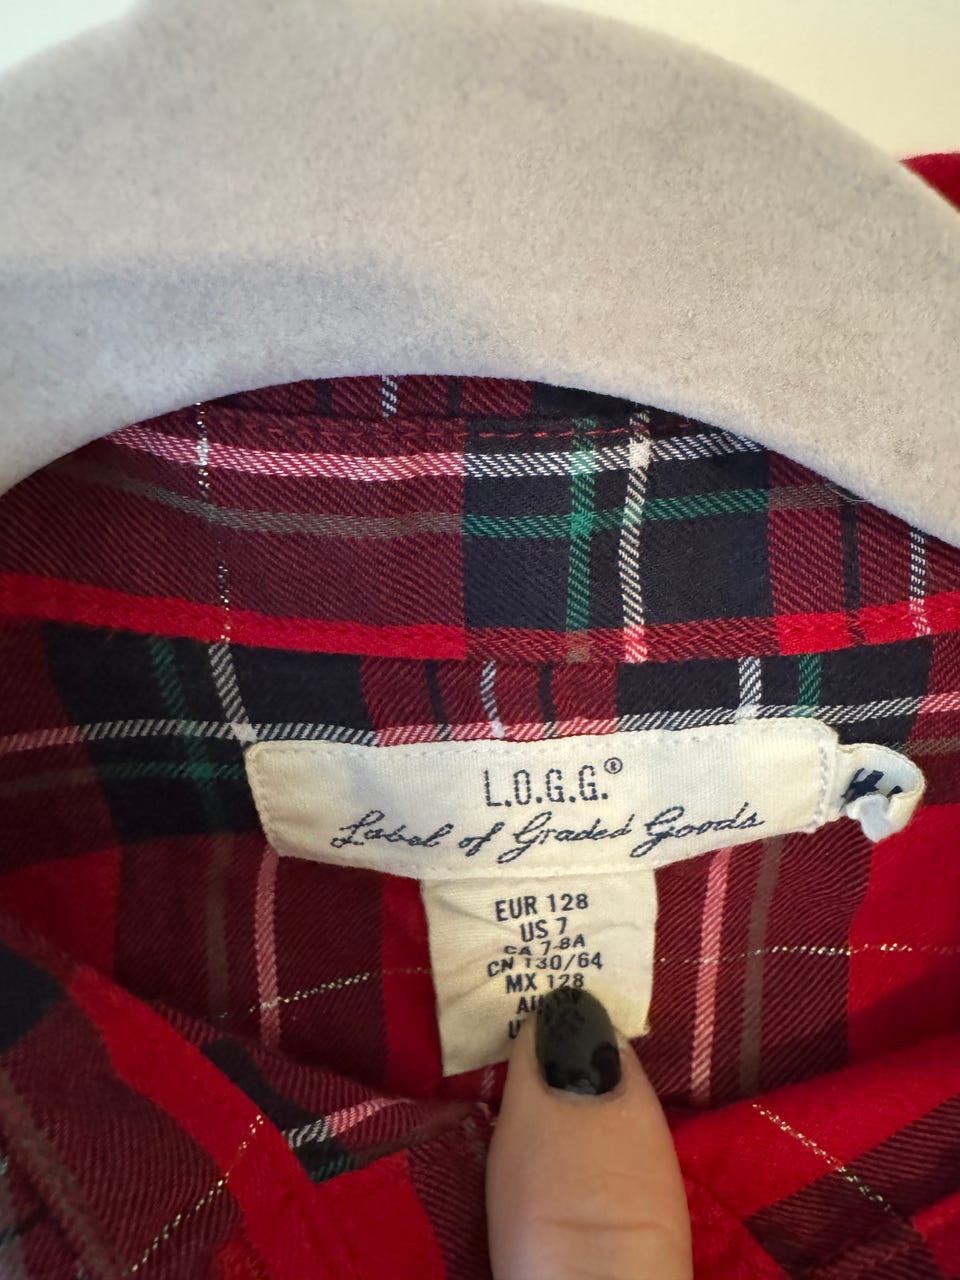 L.O.G.G.®
Label of Graded Goods
EUR 128
US 7
CA 7-8A
CN 130/64
MX 128